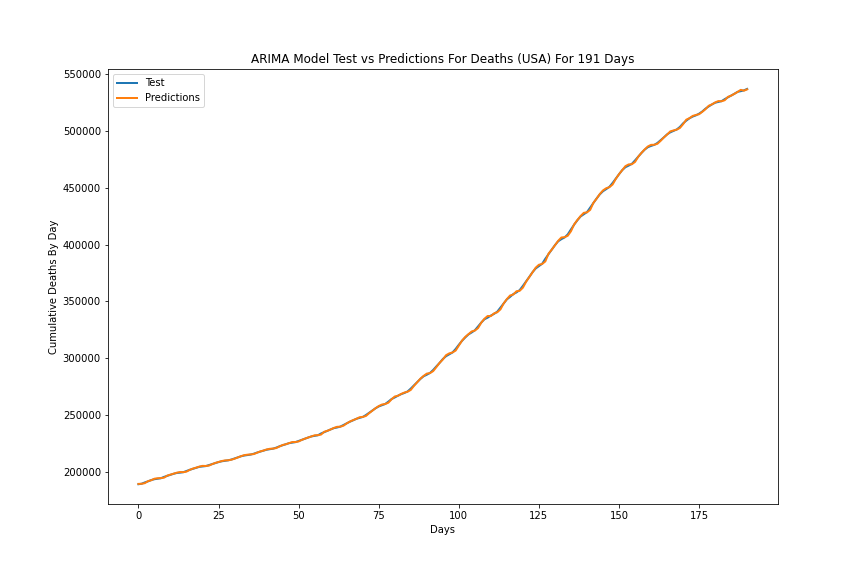 ARIMA Model Test vs Predictions For Deaths (USA) For 191 Days
Test
Predictions
Cumulative Deaths By Day
550000
500000
450000
400000
350000
300000
250000
200000
0 25 50 75 100 125 150 175
Days